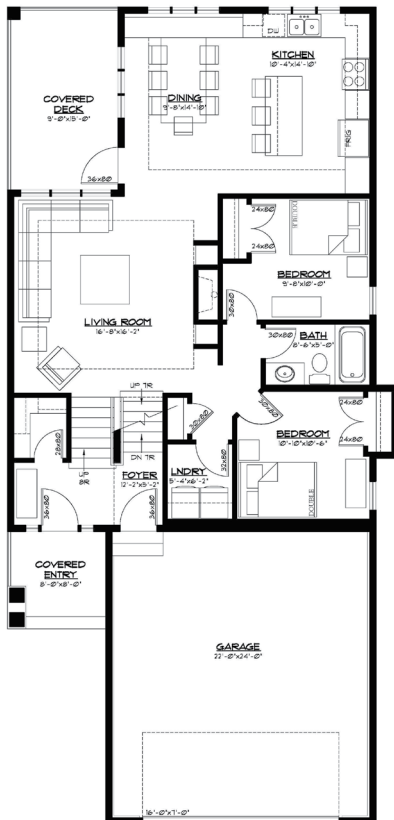 DW
KITCHEN
10'-4"x14'-10"
COVERED
DECK
9'-0"x15'-0"
DINING
9'-8"x14'-10"
FRIG
36x80
24x80
DOUBLE
24x80
BEDROOM
9'-8"x10'-0"
30x80
LIVING ROOM
16'-8"x16'-2"
30x80
BATH
8'-6"x5'-0"
UP TR
24x80
30x80
BEDROOM
10'-10"x10'-6"
24x80
28x80
UP
8R
DN TR
FOYER
12'-2"x5'-2"
32x80
LNDRY
5'-4"x6'-2"
DOUBLE
36x80
36x80
COVERED
ENTRY
8'-0"x8'-0"
GARAGE
22'-0"x24'-0"
16'-0"x7'-0"